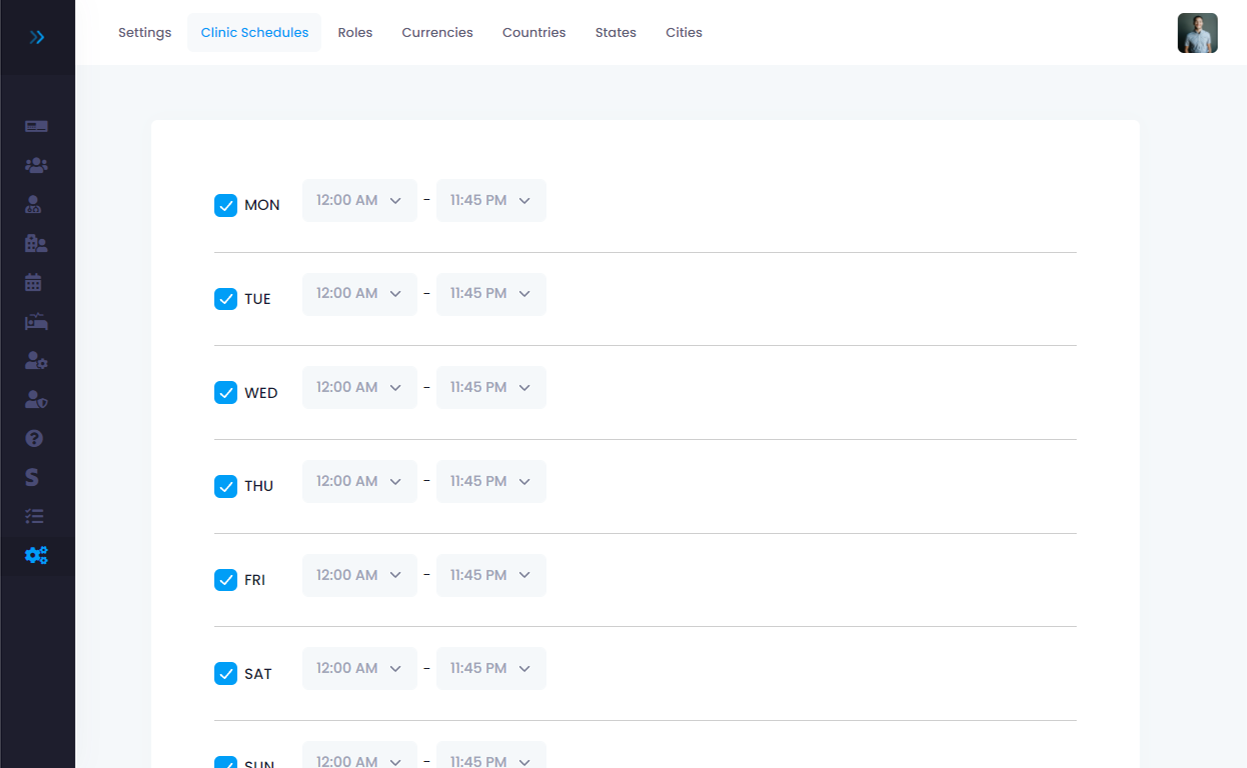 Settings Clinic Schedules Roles Currencies Countries States Cities
MON 12:00 AM - 11:45 PM
TUE 12:00 AM - 11:45 PM
WED 12:00 AM - 11:45 PM
THU 12:00 AM - 11:45 PM
FRI 12:00 AM - 11:45 PM
SAT 12:00 AM - 11:45 PM
SUN 12:00 AM - 11:45 PM